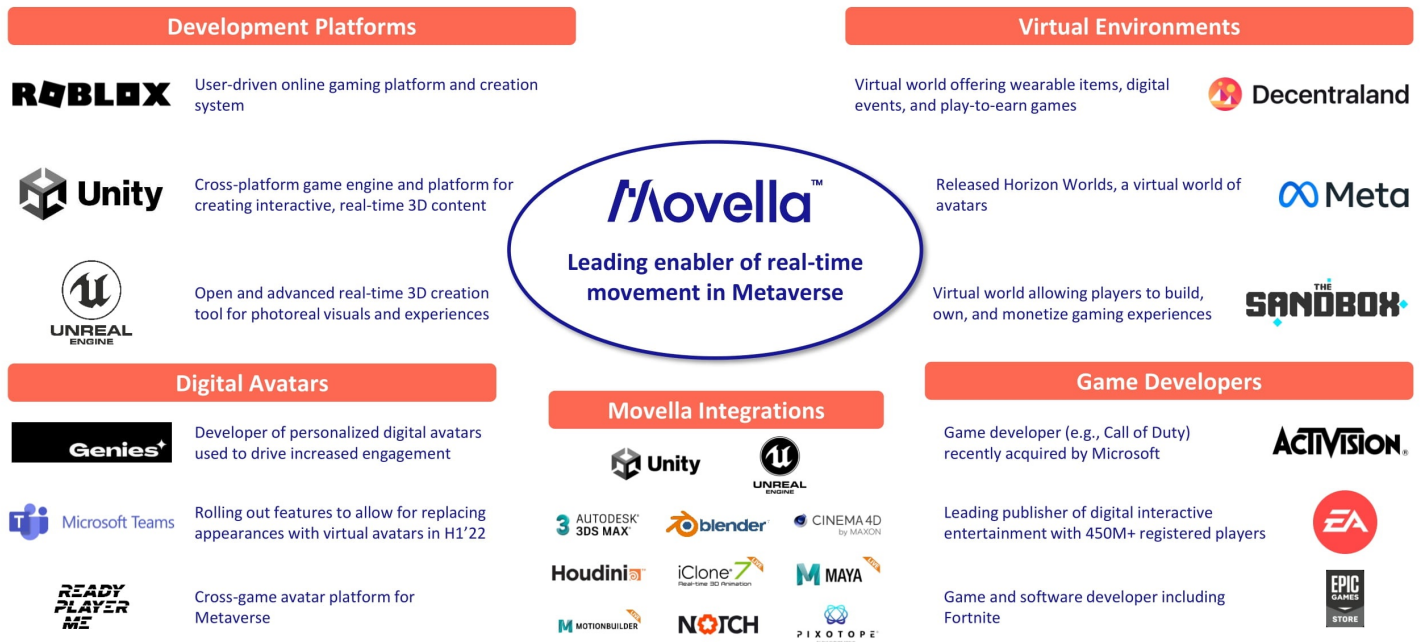 Development Platforms
ROBLOX
User-driven online gaming platform and creation
system
Unity
Cross-platform game engine and platform for
creating interactive, real-time 3D content
UNREAL
ENGINE
Open and advanced real-time 3D creation
tool for photoreal visuals and experiences
Virtual Environments
Virtual world offering wearable items, digital
events, and play-to-earn games
Decentraland
Released Horizon Worlds, a virtual world of
avatars
Meta
Virtual world allowing players to build,
own, and monetize gaming experiences
THE
SANDBOX
Movella™
Leading enabler of real-time
movement in Metaverse
Digital Avatars
Genies
Developer of personalized digital avatars
used to drive increased engagement
T
Microsoft Teams
Rolling out features to allow for replacing
appearances with virtual avatars in H1'22
READY
PLAYER
ME
Cross-game avatar platform for
Metaverse
Movella Integrations
Unity
UNREAL
ENGINE
3 AUTODESK®
3DS MAX®
blender
CINEMA 4D
by MAXON
Houdini
iClone 7 LIVE
Real-time 3D Animation
M MAYA LIVE
M MOTIONBUILDER LIVE
NOTCH
PIXOTOPE
Game Developers
Game developer (e.g., Call of Duty)
recently acquired by Microsoft
ACTIVISION®
Leading publisher of digital interactive
entertainment with 450M+ registered players
EA
Game and software developer including
Fortnite
EPIC
GAMES
STORE